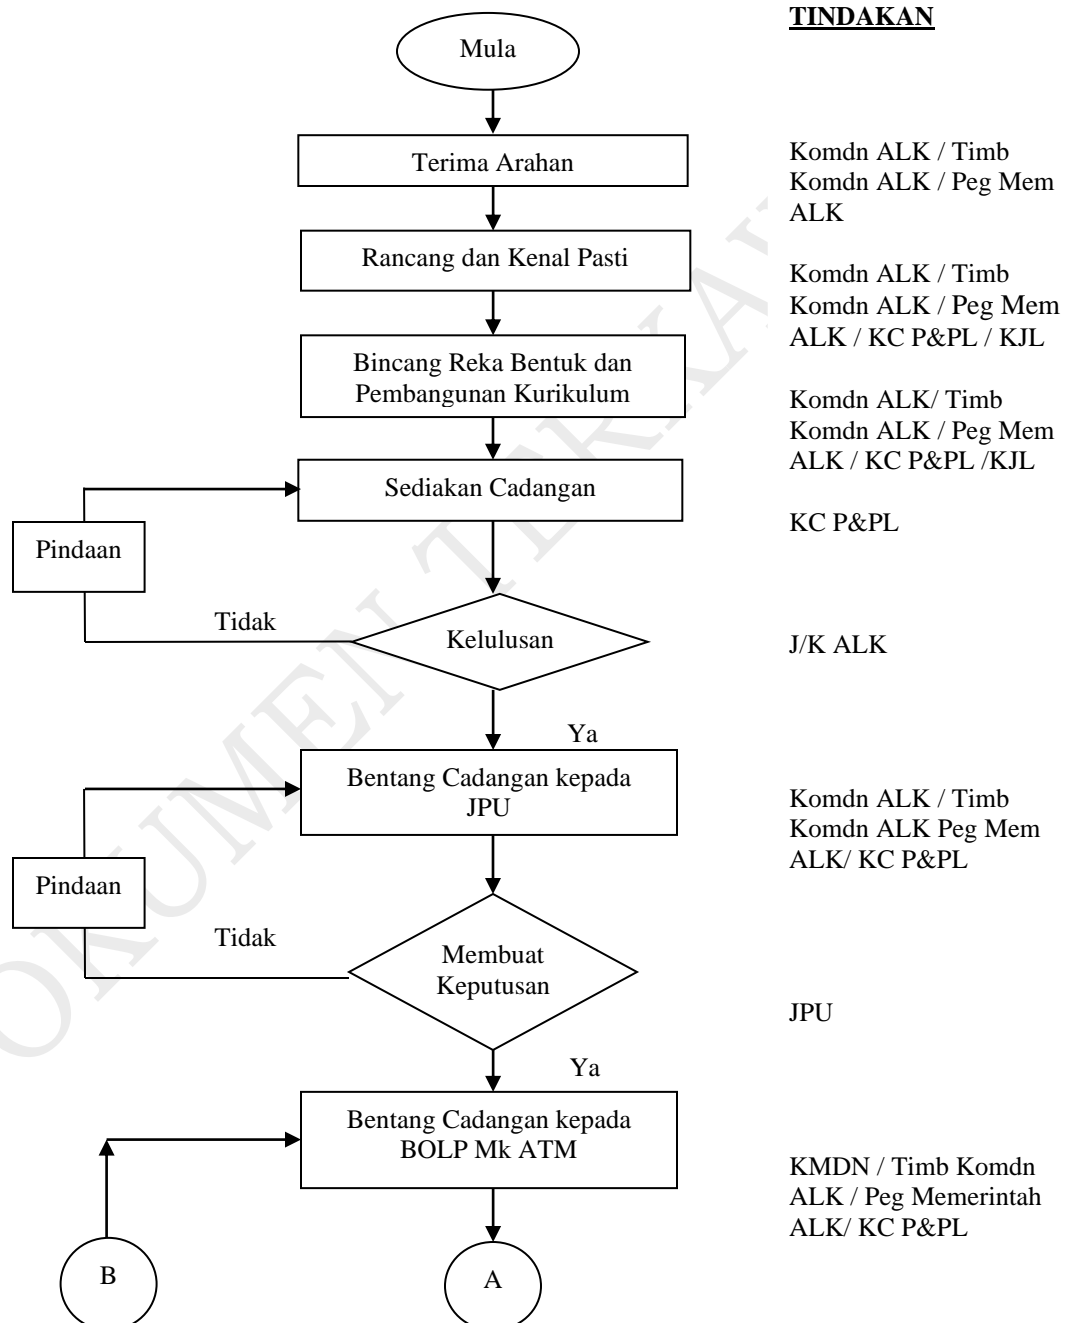 TINDAKAN
Mula
Terima Arahan
Komdn ALK / Timb
Komdn ALK / Peg Mem
ALK
Rancang dan Kenal Pasti
Komdn ALK / Timb
Komdn ALK / Peg Mem
ALK / KC P&PL / KJL
Bincang Reka Bentuk dan
Pembangunan Kurikulum
Komdn ALK/ Timb
Komdn ALK / Peg Mem
ALK / KC P&PL /KJL
Sediakan Cadangan
KC P&PL
Pindaan
Tidak
Kelulusan
J/K ALK
Ya
Bentang Cadangan kepada
JPU
Komdn ALK / Timb
Komdn ALK Peg Mem
ALK/ KC P&PL
Pindaan
Tidak
Membuat
Keputusan
JPU
Ya
Bentang Cadangan kepada
BOLP Mk ATM
KMDN / Timb Komdn
ALK / Peg Memerintah
ALK/ KC P&PL
B
A